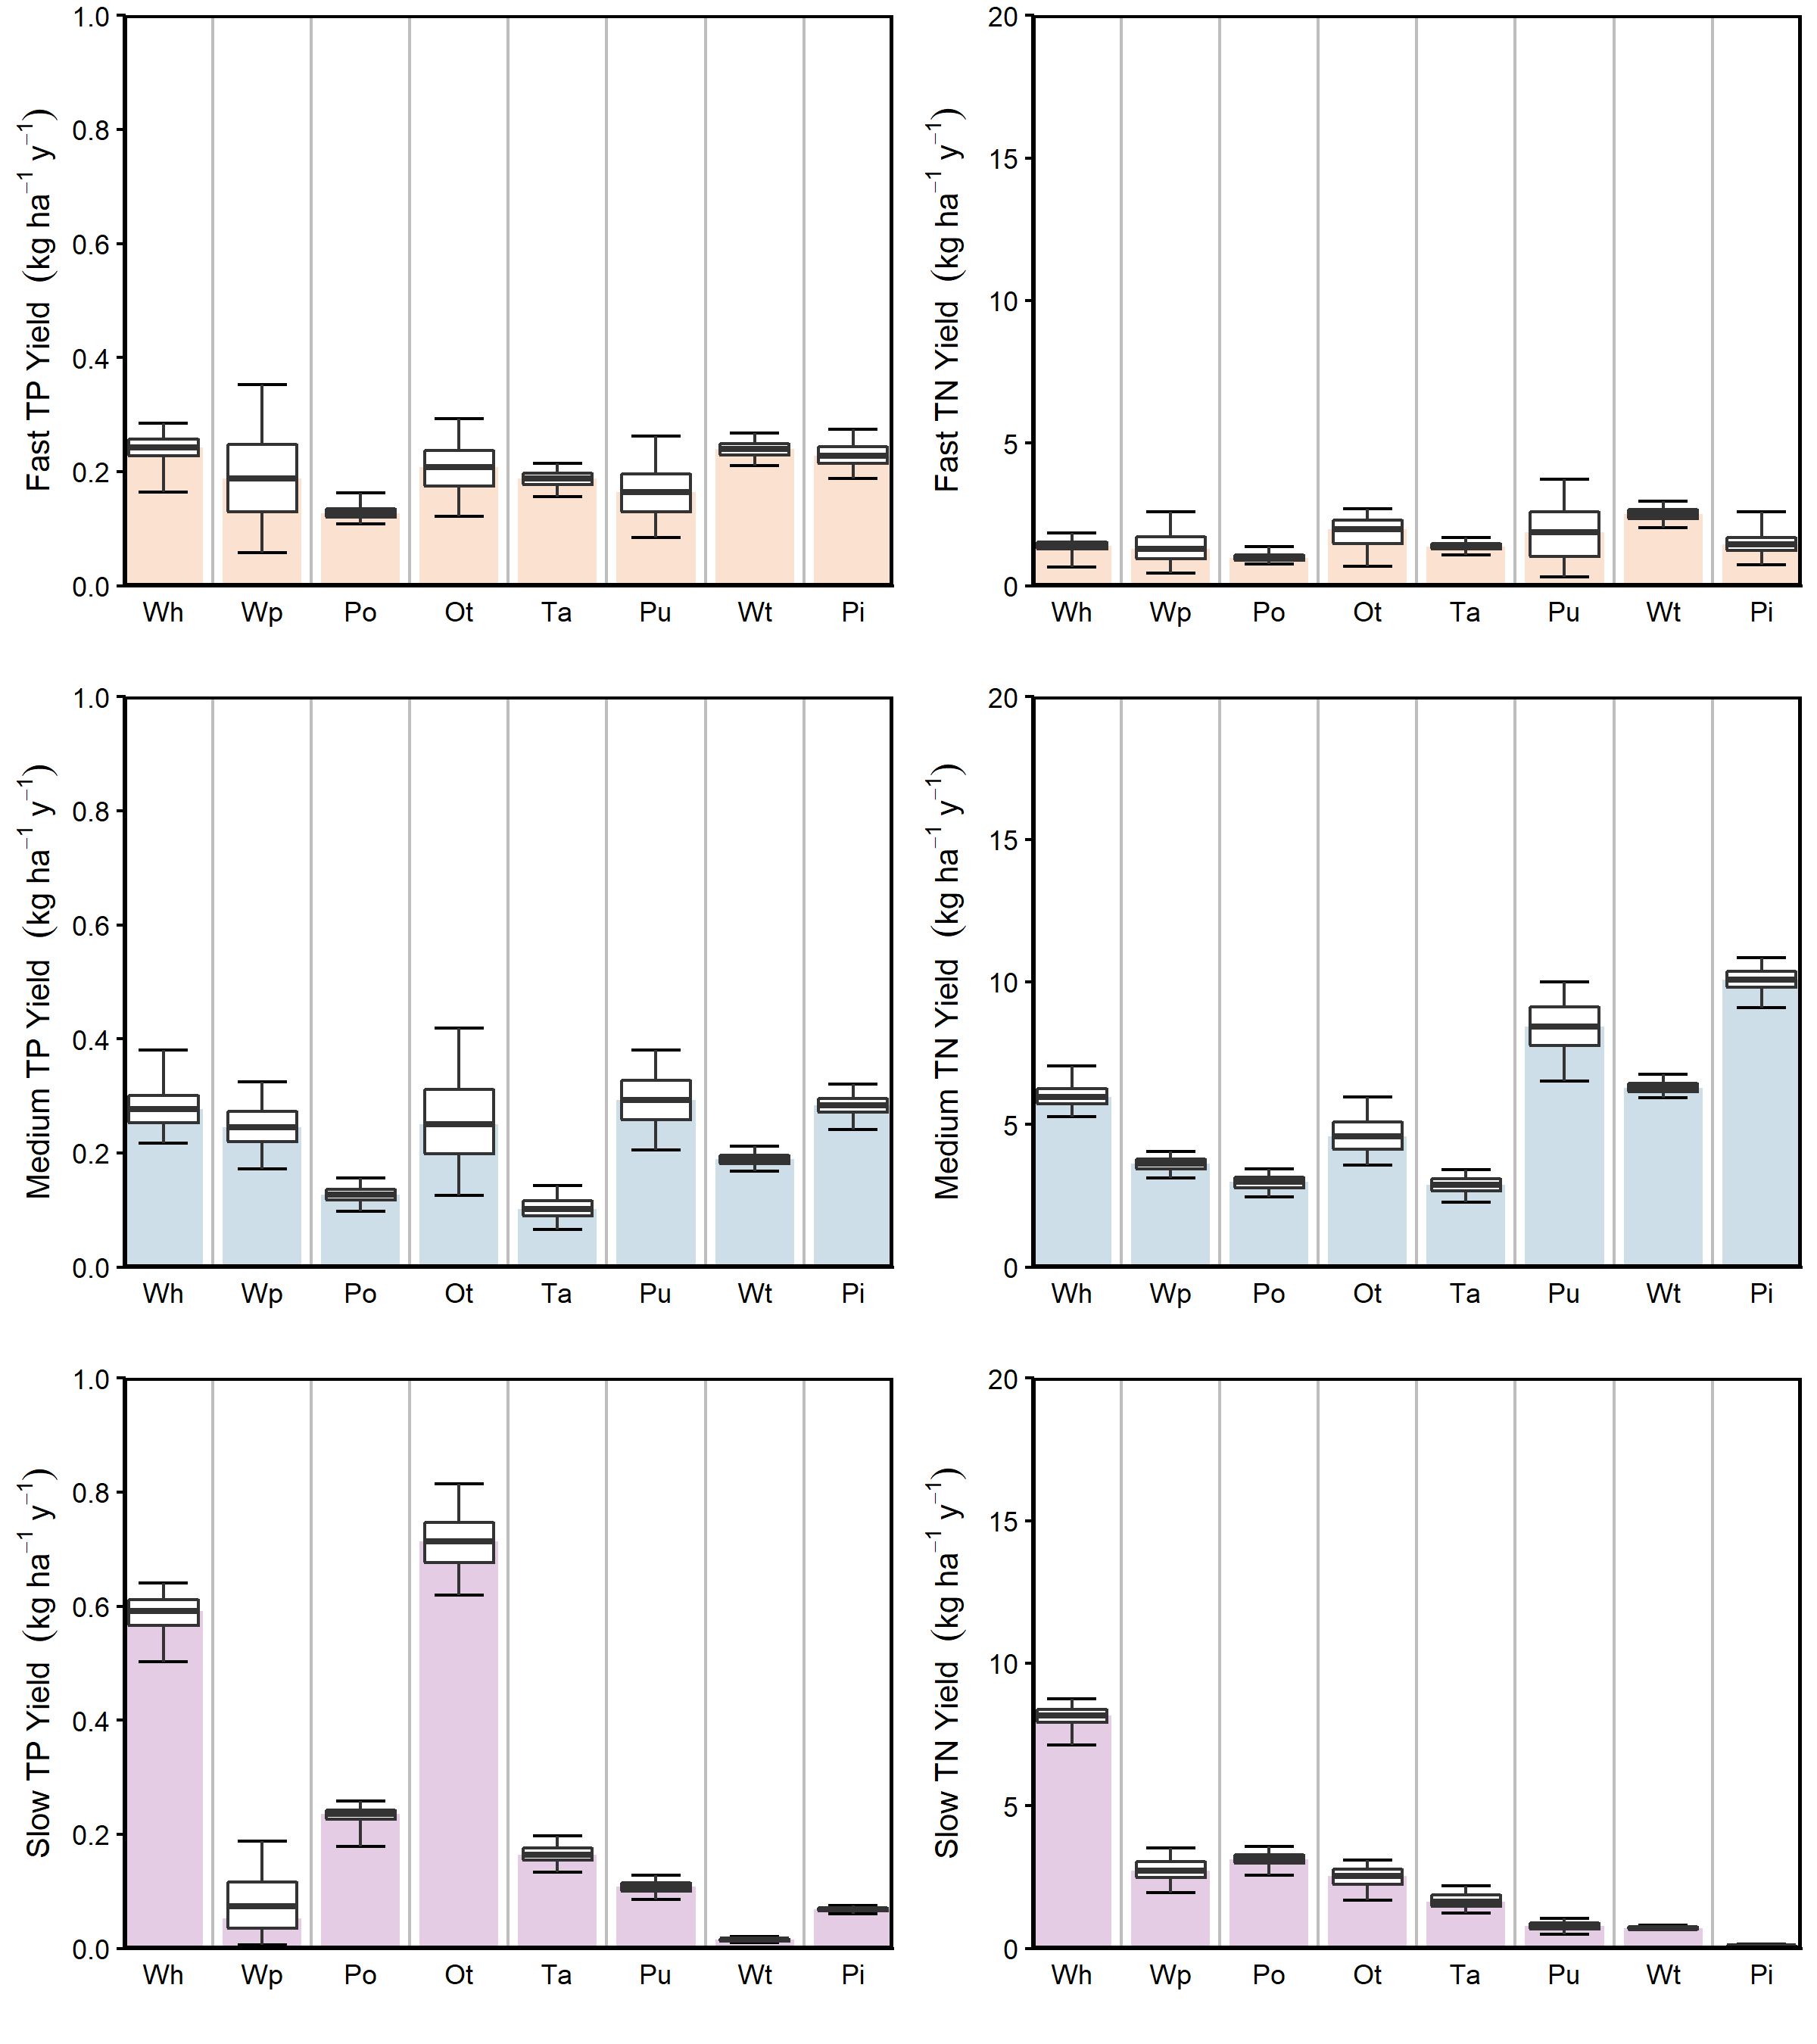 Fast TP Yield (kg ha⁻¹ y⁻¹)
1.0
0.8
0.6
0.4
0.2
0.0
Wh Wp Po Ot Ta Pu Wt Pi
Fast TN Yield (kg ha⁻¹ y⁻¹)
20
15
10
5
0
Wh Wp Po Ot Ta Pu Wt Pi
Medium TP Yield (kg ha⁻¹ y⁻¹)
1.0
0.8
0.6
0.4
0.2
0.0
Wh Wp Po Ot Ta Pu Wt Pi
Medium TN Yield (kg ha⁻¹ y⁻¹)
20
15
10
5
0
Wh Wp Po Ot Ta Pu Wt Pi
Slow TP Yield (kg ha⁻¹ y⁻¹)
1.0
0.8
0.6
0.4
0.2
0.0
Wh Wp Po Ot Ta Pu Wt Pi
Slow TN Yield (kg ha⁻¹ y⁻¹)
20
15
10
5
0
Wh Wp Po Ot Ta Pu Wt Pi